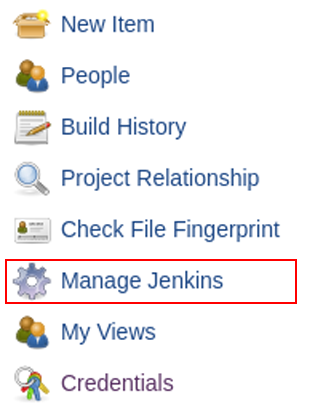 New Item
People
Build History
Project Relationship
Check File Fingerprint
Manage Jenkins
My Views
Credentials